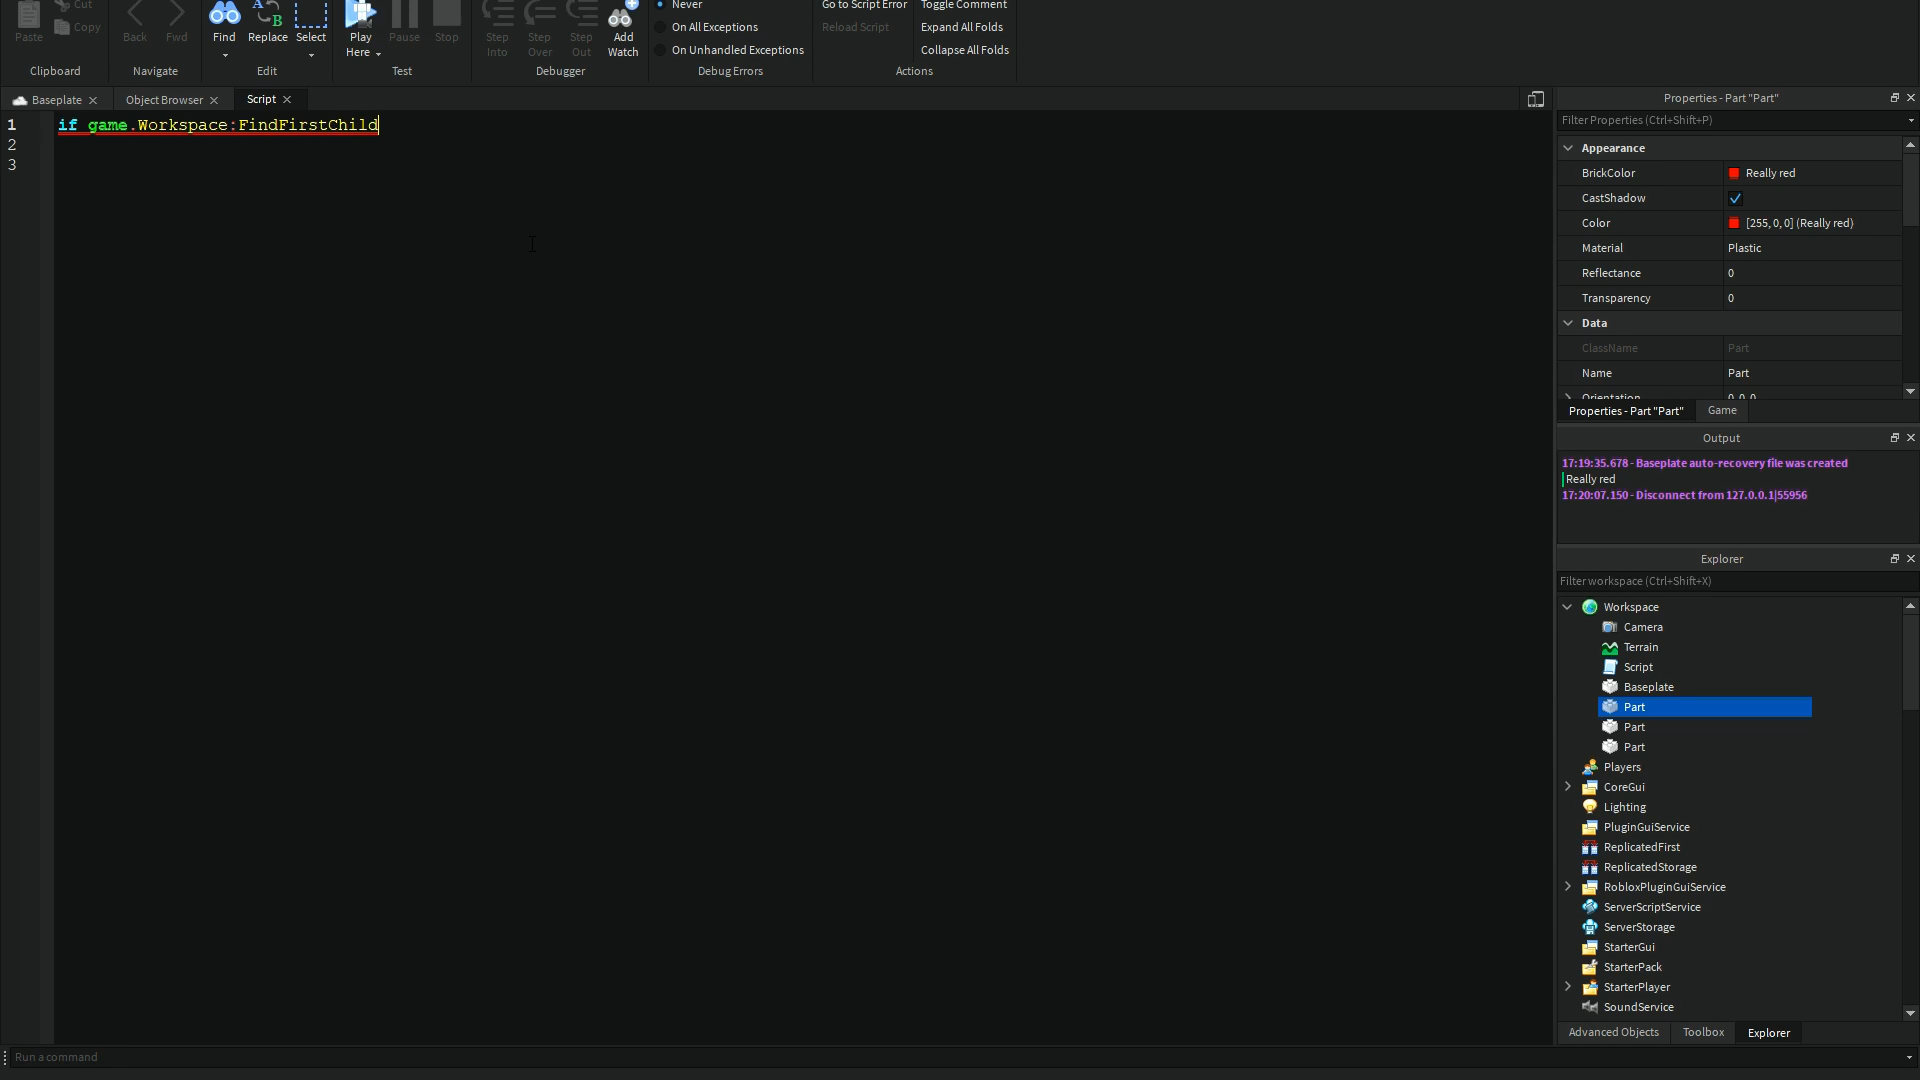 Cut
Paste
Copy
Clipboard
Back
Fwd
Navigate
Find
Replace
Select
Edit
Play
Here
Pause
Stop
Test
Step
Into
Step
Over
Step
Out
Add
Watch
Debugger
Never
On All Exceptions
On Unhandled Exceptions
Debug Errors
Go to Script Error
Reload Script
Toggle Comment
Expand All Folds
Collapse All Folds
Actions
Baseplate
Object Browser
Script
1 if game.Workspace:FindFirstChild
2
3
Properties - Part "Part"
Filter Properties (Ctrl+Shift+P)
Appearance
BrickColor Really red
CastShadow
Color [255, 0, 0] (Really red)
Material Plastic
Reflectance 0
Transparency 0
Data
ClassName Part
Name Part
Orientation 0, 0, 0
Properties - Part "Part" Game
Output
17:19:35.678 - Baseplate auto-recovery file was created
Really red
17:20:07.150 - Disconnect from 127.0.0.1|55956
Explorer
Filter workspace (Ctrl+Shift+X)
Workspace
Camera
Terrain
Script
Baseplate
Part
Part
Part
Players
CoreGui
Lighting
PluginGuiService
ReplicatedFirst
ReplicatedStorage
RobloxPluginGuiService
ServerScriptService
ServerStorage
StarterGui
StarterPack
StarterPlayer
SoundService
Advanced Objects Toolbox Explorer
Run a command